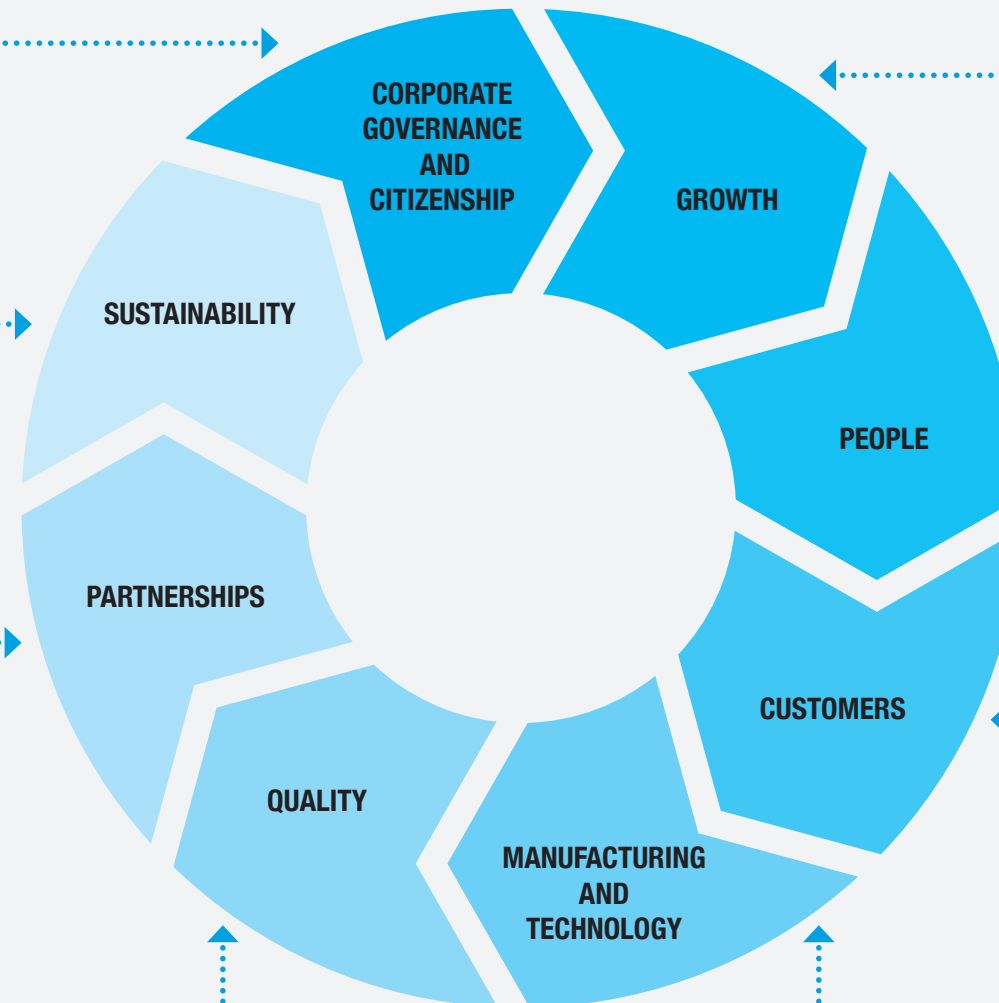 CORPORATE
GOVERNANCE
AND
CITIZENSHIP
GROWTH
PEOPLE
CUSTOMERS
MANUFACTURING
AND
TECHNOLOGY
QUALITY
PARTNERSHIPS
SUSTAINABILITY